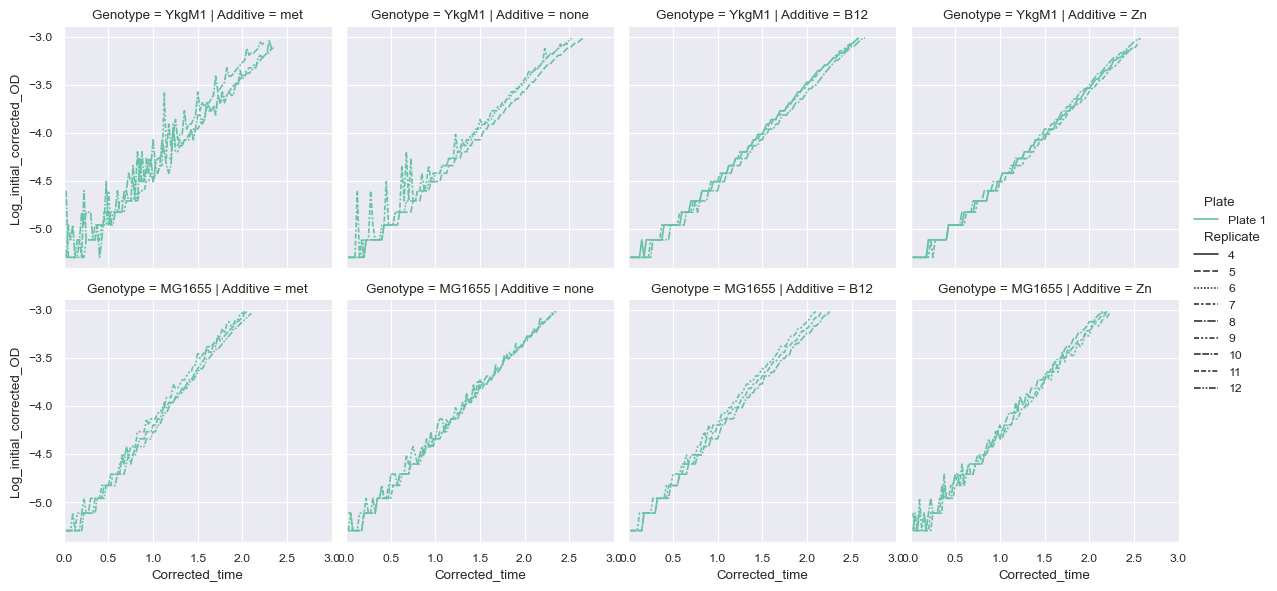 Genotype = YkgM1 | Additive = met
Genotype = YkgM1 | Additive = none
Genotype = YkgM1 | Additive = B12
Genotype = YkgM1 | Additive = Zn
Log_initial_corrected_OD
−3.0
−3.5
−4.0
−4.5
−5.0
Genotype = MG1655 | Additive = met
Genotype = MG1655 | Additive = none
Genotype = MG1655 | Additive = B12
Genotype = MG1655 | Additive = Zn
Log_initial_corrected_OD
−3.0
−3.5
−4.0
−4.5
−5.0
0.0 0.5 1.0 1.5 2.0 2.5 3.0
0.0 0.5 1.0 1.5 2.0 2.5 3.0
0.0 0.5 1.0 1.5 2.0 2.5 3.0
0.0 0.5 1.0 1.5 2.0 2.5 3.0
Corrected_time
Corrected_time
Corrected_time
Corrected_time
Plate
Plate 1
Replicate
4
5
6
7
8
9
10
11
12